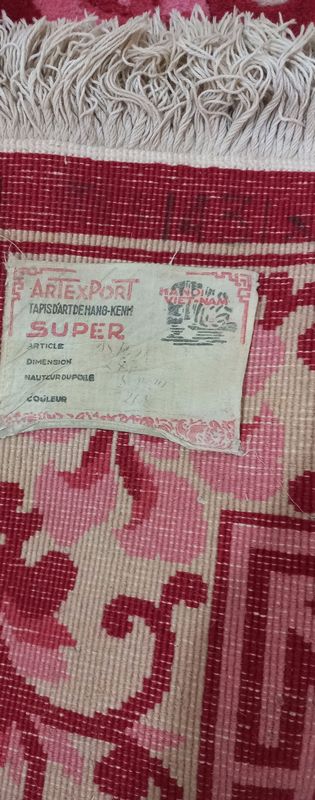 ARTEXPORT
HANOI
VIET-NAM
TAPIS D'ART DE HANG-KENH
SUPER
ARTICLE
DIMENSION
HAUTEUR DU POILE
COULEUR